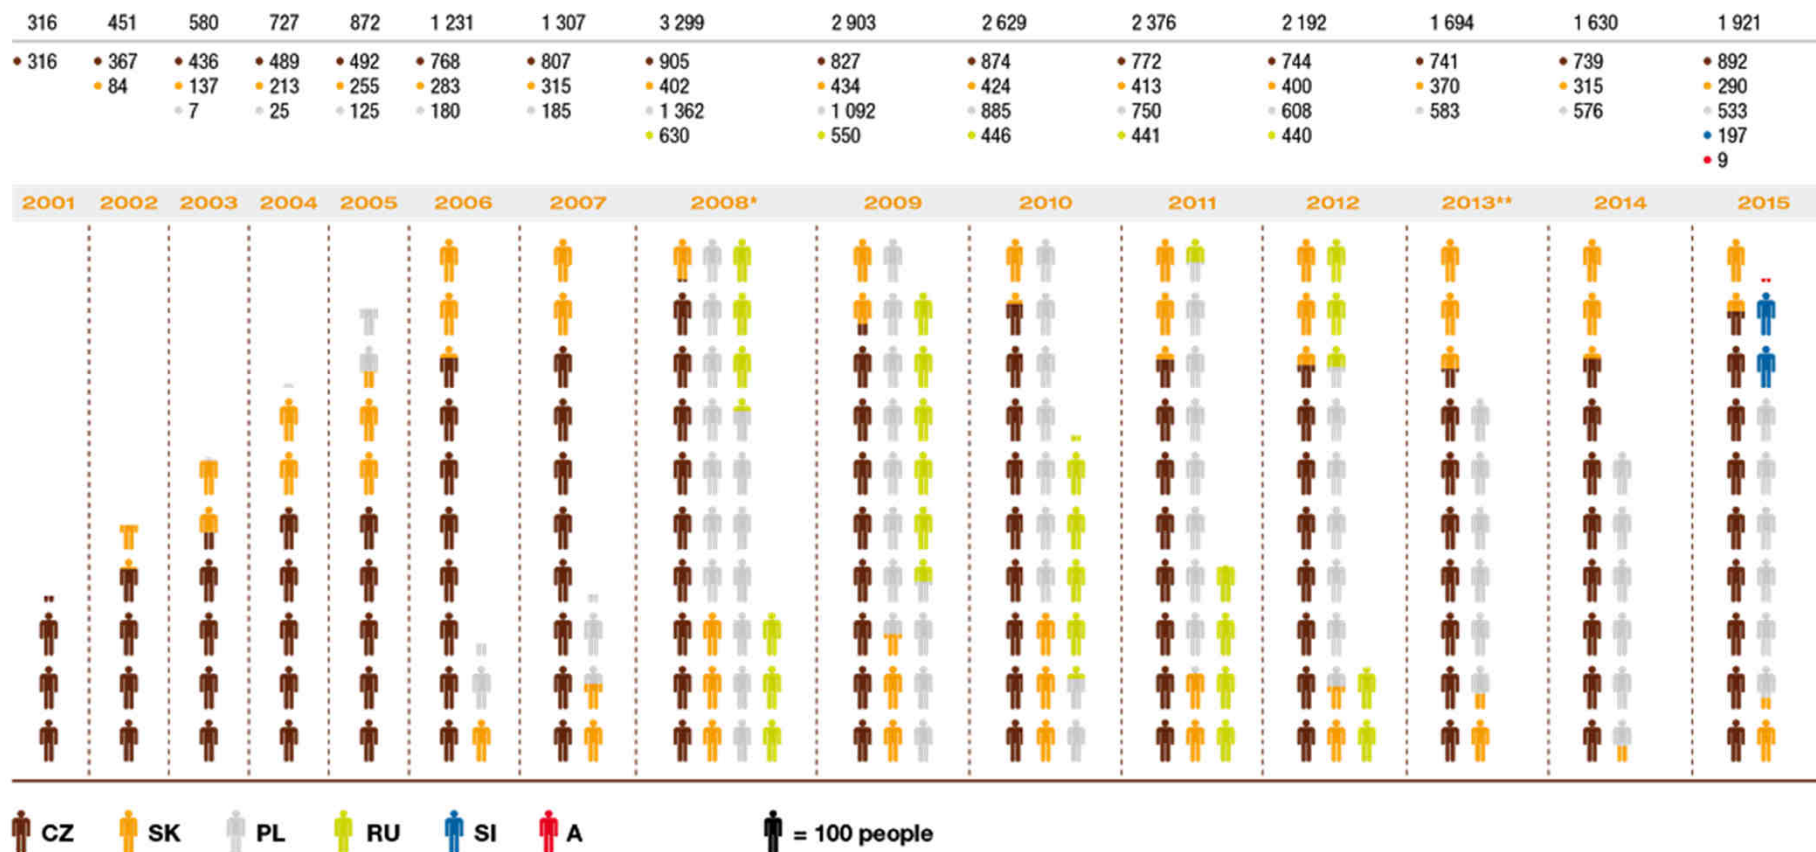 316 451 580 727 872 1 231 1 307 3 299 2 903 2 629 2 376 2 192 1 694 1 630 1 921
316 367 436 489 492 768 807 905 827 874 772 744 741 739 892
84 137 213 255 283 315 402 434 424 413 400 370 315 290
7 25 125 180 185 1 362 1 092 885 750 608 583 576 533
630 550 446 441 440 197
9
2001 2002 2003 2004 2005 2006 2007 2008* 2009 2010 2011 2012 2013** 2014 2015
CZ SK PL RU SI A = 100 people